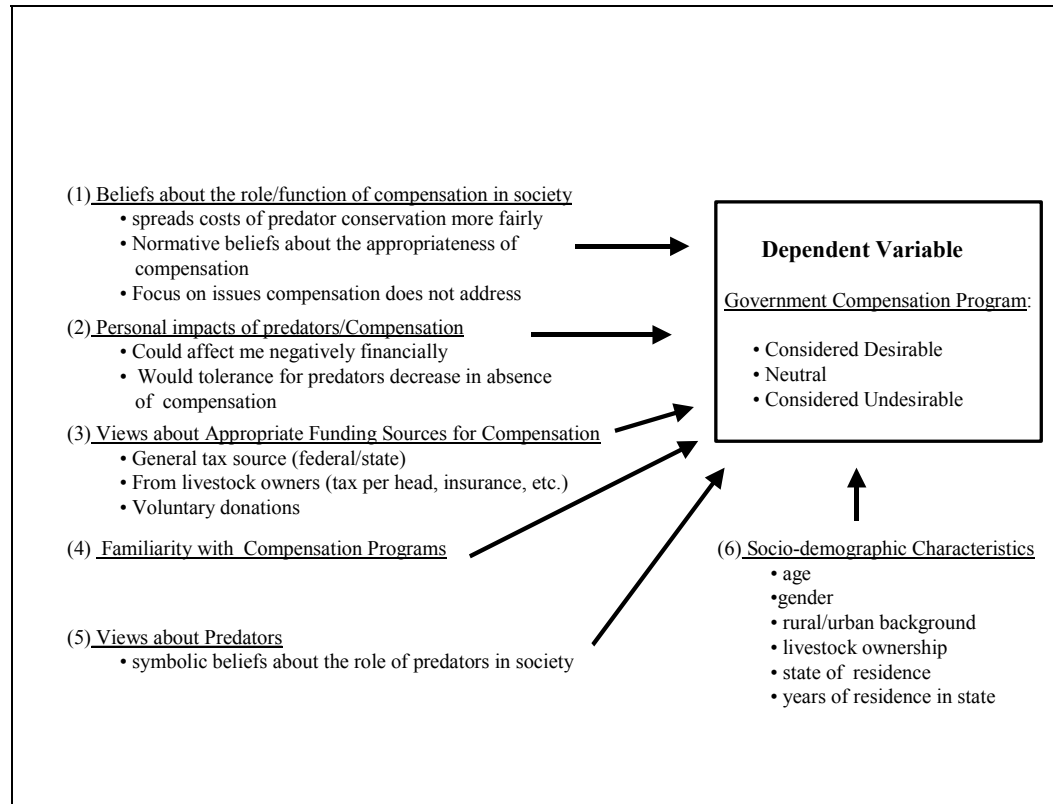 (1) Beliefs about the role/function of compensation in society
• spreads costs of predator conservation more fairly
• Normative beliefs about the appropriateness of
compensation
• Focus on issues compensation does not address
(2) Personal impacts of predators/Compensation
• Could affect me negatively financially
• Would tolerance for predators decrease in absence
of compensation
(3) Views about Appropriate Funding Sources for Compensation
• General tax source (federal/state)
• From livestock owners (tax per head, insurance, etc.)
• Voluntary donations
(4) Familiarity with Compensation Programs
(5) Views about Predators
• symbolic beliefs about the role of predators in society
Dependent Variable
Government Compensation Program:
• Considered Desirable
• Neutral
• Considered Undesirable
(6) Socio-demographic Characteristics
• age
•gender
• rural/urban background
• livestock ownership
• state of residence
• years of residence in state